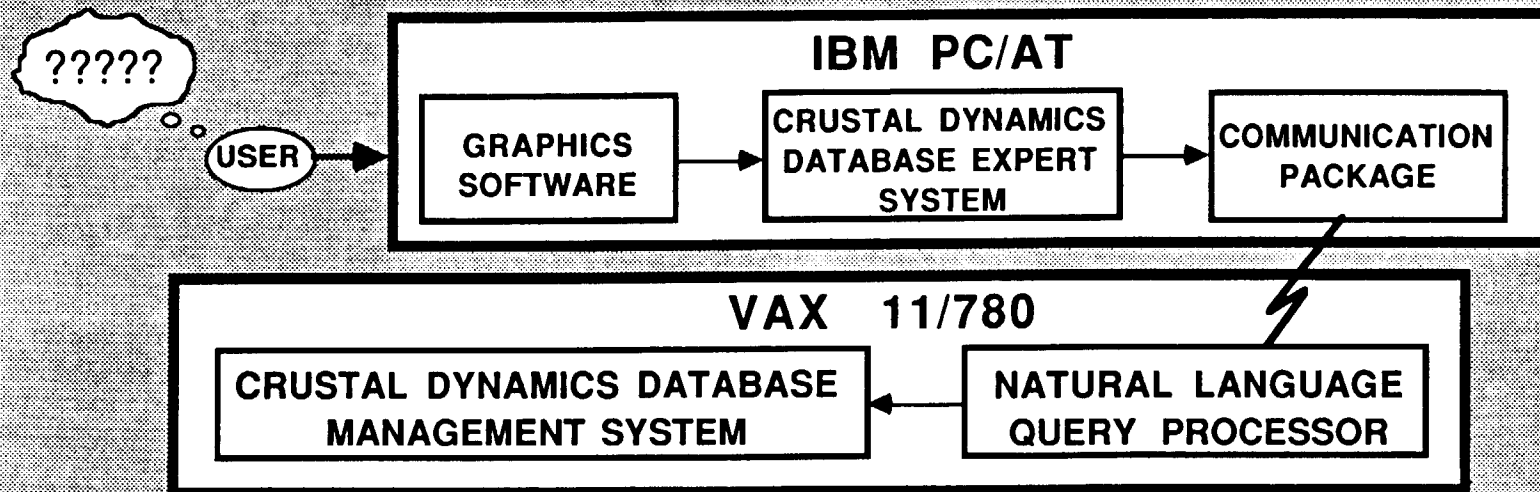 ?????
USER
IBM PC/AT
GRAPHICS
SOFTWARE
CRUSTAL DYNAMICS
DATABASE EXPERT
SYSTEM
COMMUNICATION
PACKAGE
VAX 11/780
CRUSTAL DYNAMICS DATABASE
MANAGEMENT SYSTEM
NATURAL LANGUAGE
QUERY PROCESSOR